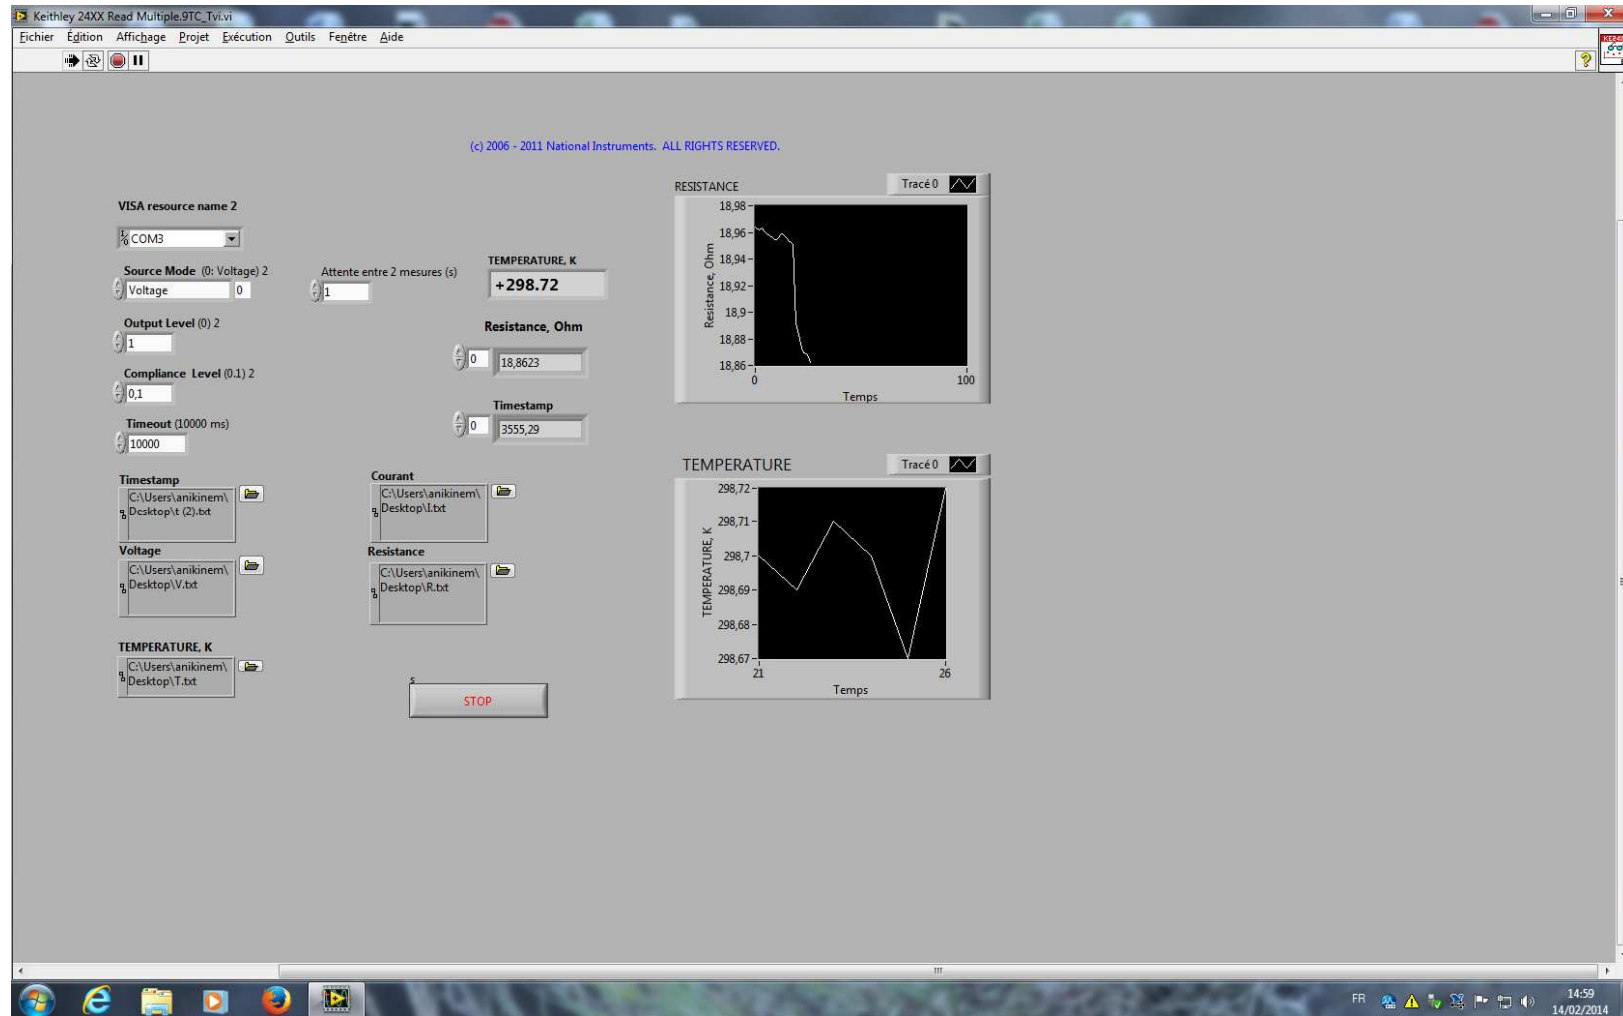 Keithley 24XX Read Multiple.9TC_Tvi.vi
Fichier Édition Affichage Projet Exécution Outils Fenêtre Aide
(c) 2006 - 2011 National Instruments. ALL RIGHTS RESERVED.
VISA resource name 2
COM3
Source Mode (0: Voltage) 2
Voltage 0
Output Level (0) 2
1
Compliance Level (0.1) 2
0,1
Timeout (10000 ms)
10000
Attente entre 2 mesures (s)
1
TEMPERATURE, K
+298.72
Resistance, Ohm
0 18,8623
Timestamp
0 3555,29
Timestamp
C:\Users\anikinem\
Desktop\t (2).txt
Courant
C:\Users\anikinem\
Desktop\I.txt
Voltage
C:\Users\anikinem\
Desktop\V.txt
Resistance
C:\Users\anikinem\
Desktop\R.txt
TEMPERATURE, K
C:\Users\anikinem\
Desktop\T.txt
s
STOP
RESISTANCE
Tracé 0
Resistance, Ohm
18,98
18,96
18,94
18,92
18,9
18,88
18,86
0 100
Temps
TEMPERATURE
Tracé 0
TEMPERATURE, K
298,72
298,71
298,7
298,69
298,68
298,67
21 26
Temps
FR
14:59
14/02/2014